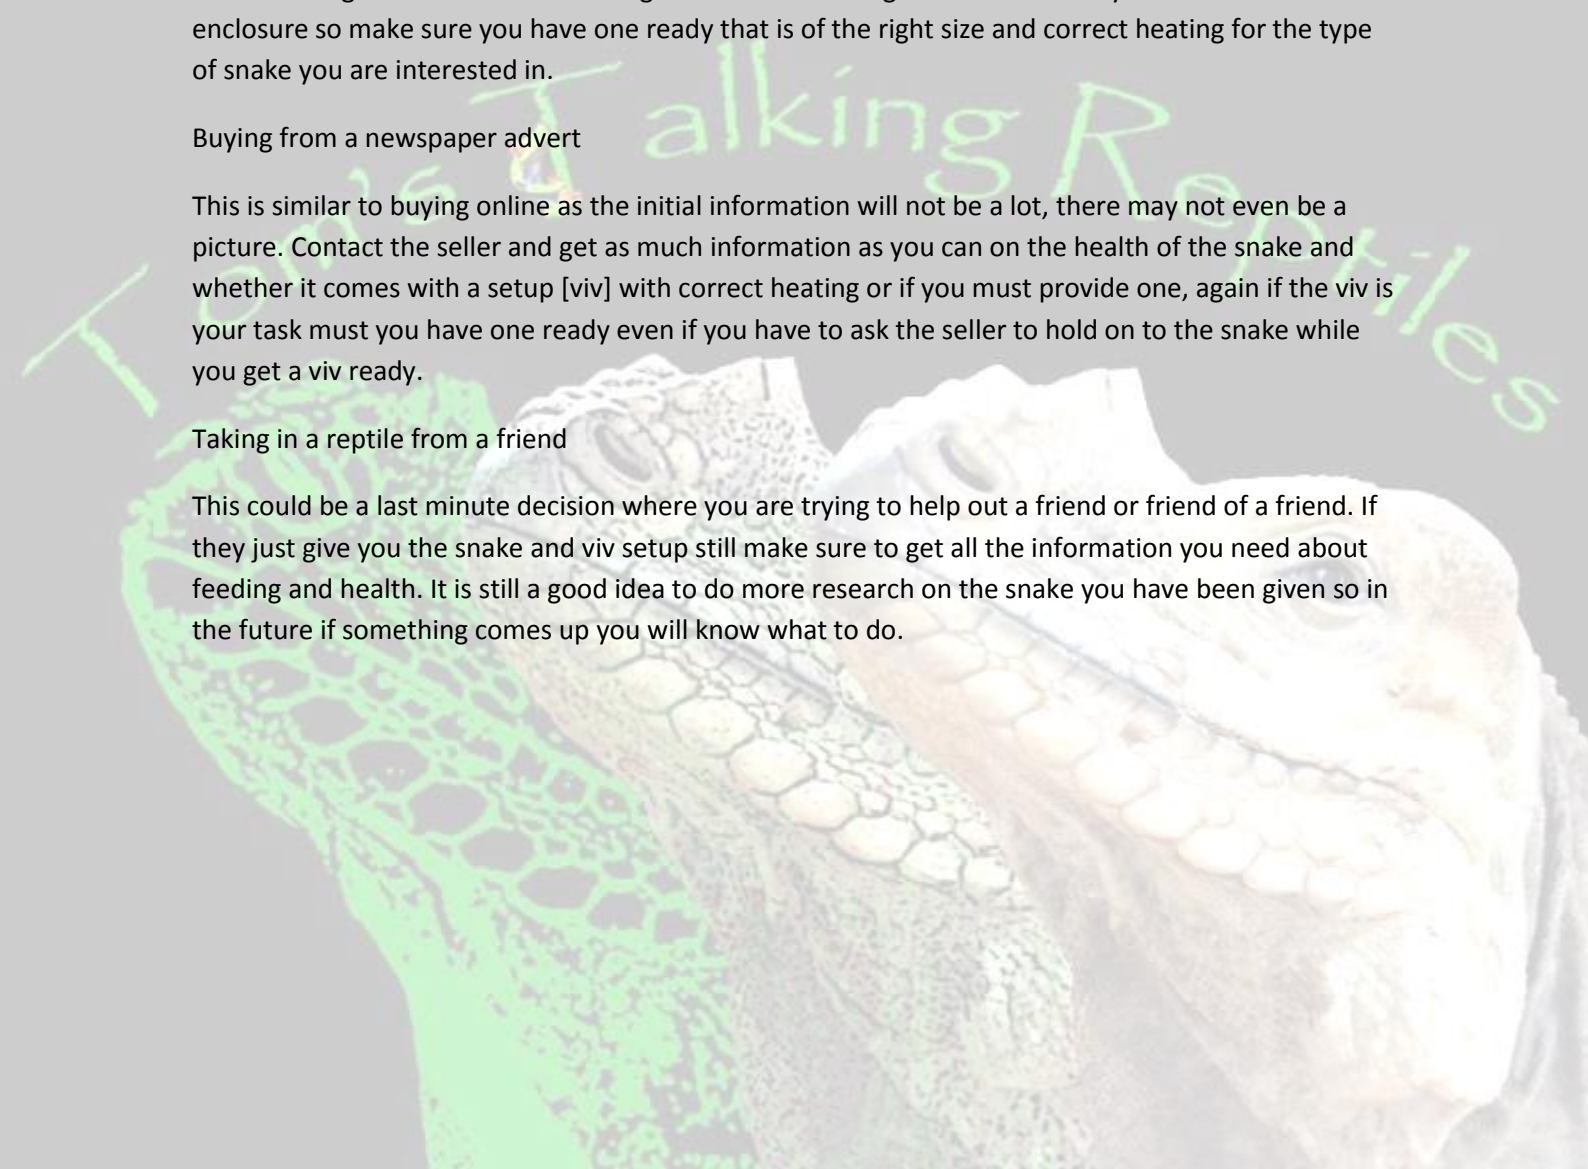 enclosure so make sure you have one ready that is of the right size and correct heating for the type
of snake you are interested in.
Tom's Talking Reptiles
Buying from a newspaper advert
This is similar to buying online as the initial information will not be a lot, there may not even be a
picture. Contact the seller and get as much information as you can on the health of the snake and
whether it comes with a setup [viv] with correct heating or if you must provide one, again if the viv is
your task must you have one ready even if you have to ask the seller to hold on to the snake while
you get a viv ready.
Taking in a reptile from a friend
This could be a last minute decision where you are trying to help out a friend or friend of a friend. If
they just give you the snake and viv setup still make sure to get all the information you need about
feeding and health. It is still a good idea to do more research on the snake you have been given so in
the future if something comes up you will know what to do.